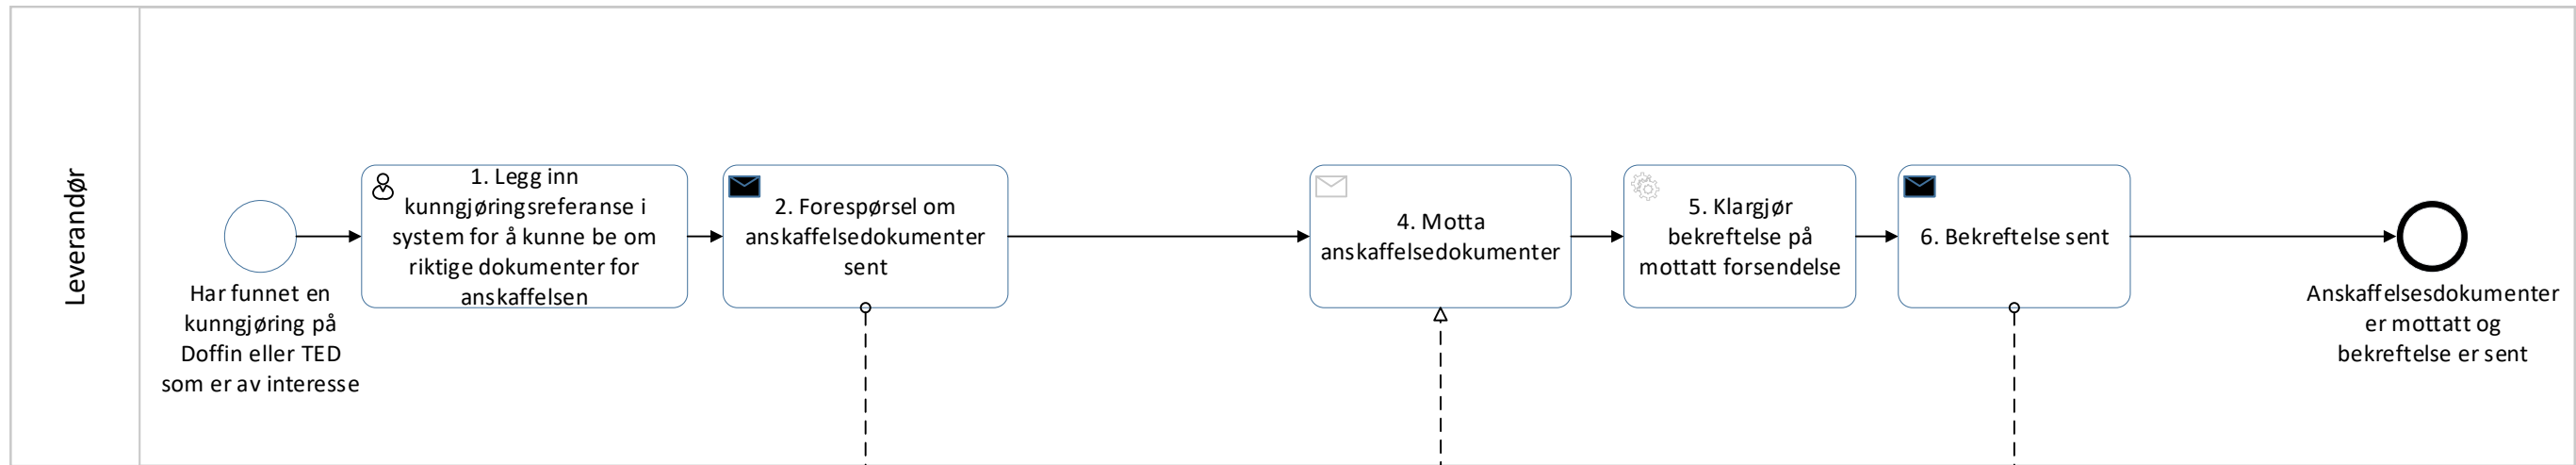 Leverandør
Har funnet en
kunngjøring på
Doffin eller TED
som er av interesse
1. Legg inn
kunngjøringsreferanse i
system for å kunne be om
riktige dokumenter for
anskaffelsen
2. Forespørsel om
anskaffelsedokumenter
sent
4. Motta
anskaffelsedokumenter
5. Klargjør
bekreftelse på
mottatt forsendelse
6. Bekreftelse sent
Anskaffelsesdokumenter
er mottatt og
bekreftelse er sent